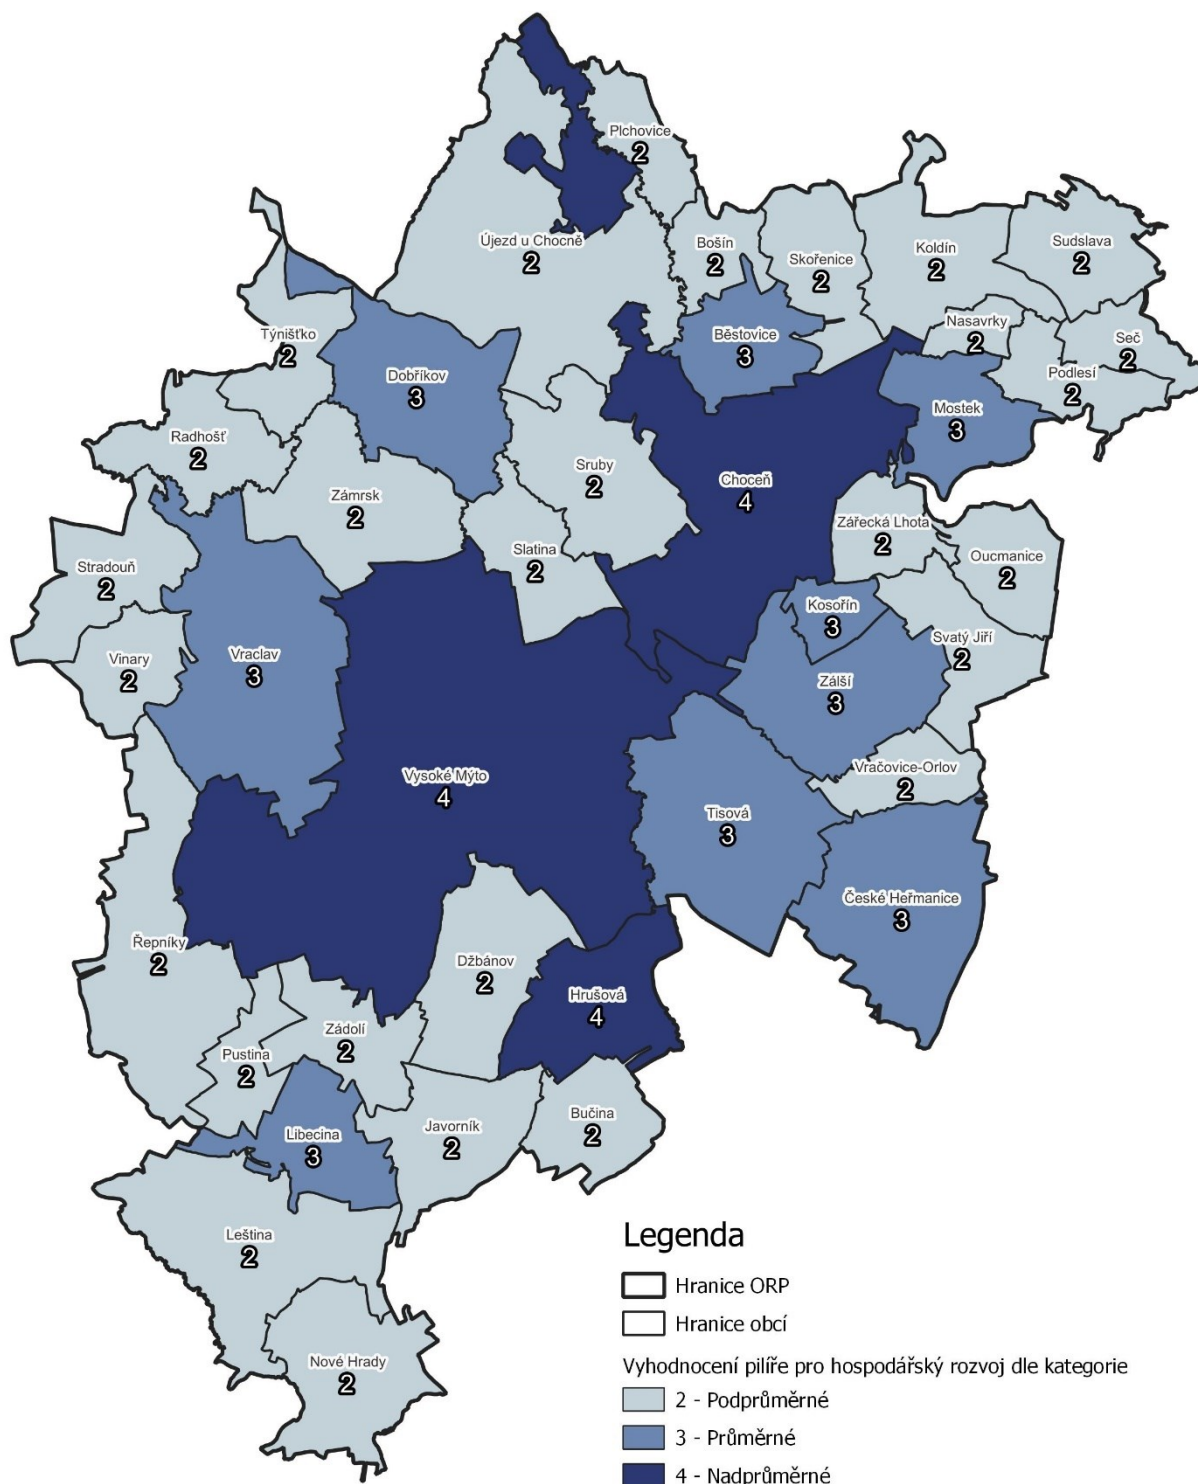 Plchovice
2
Újezd u Chocně
2
Bošín
2
Skořenice
2
Koldín
2
Sudslava
2
Týnišťko
2
Dobříkov
3
Běstovice
3
Nasavrky
2
Seč
2
Podlesí
2
Mostek
3
Radhošť
2
Zámrsk
2
Sruby
2
Choceň
4
Slatina
2
Zářecká Lhota
2
Oucmanice
2
Stradouň
2
Kosořín
3
Svatý Jiří
2
Vinary
2
Vraclav
3
Zálší
3
Vysoké Mýto
4
Vračovice-Orlov
2
Tisová
3
České Heřmanice
3
Řepníky
2
Džbánov
2
Hrušová
4
Zádolí
2
Pustina
2
Libecina
3
Javorník
2
Bučina
2
Leština
2
Nové Hrady
2
Legenda
Hranice ORP
Hranice obcí
Vyhodnocení pilíře pro hospodářský rozvoj dle kategorie
2 - Podprůměrné
3 - Průměrné
4 - Nadprůměrné